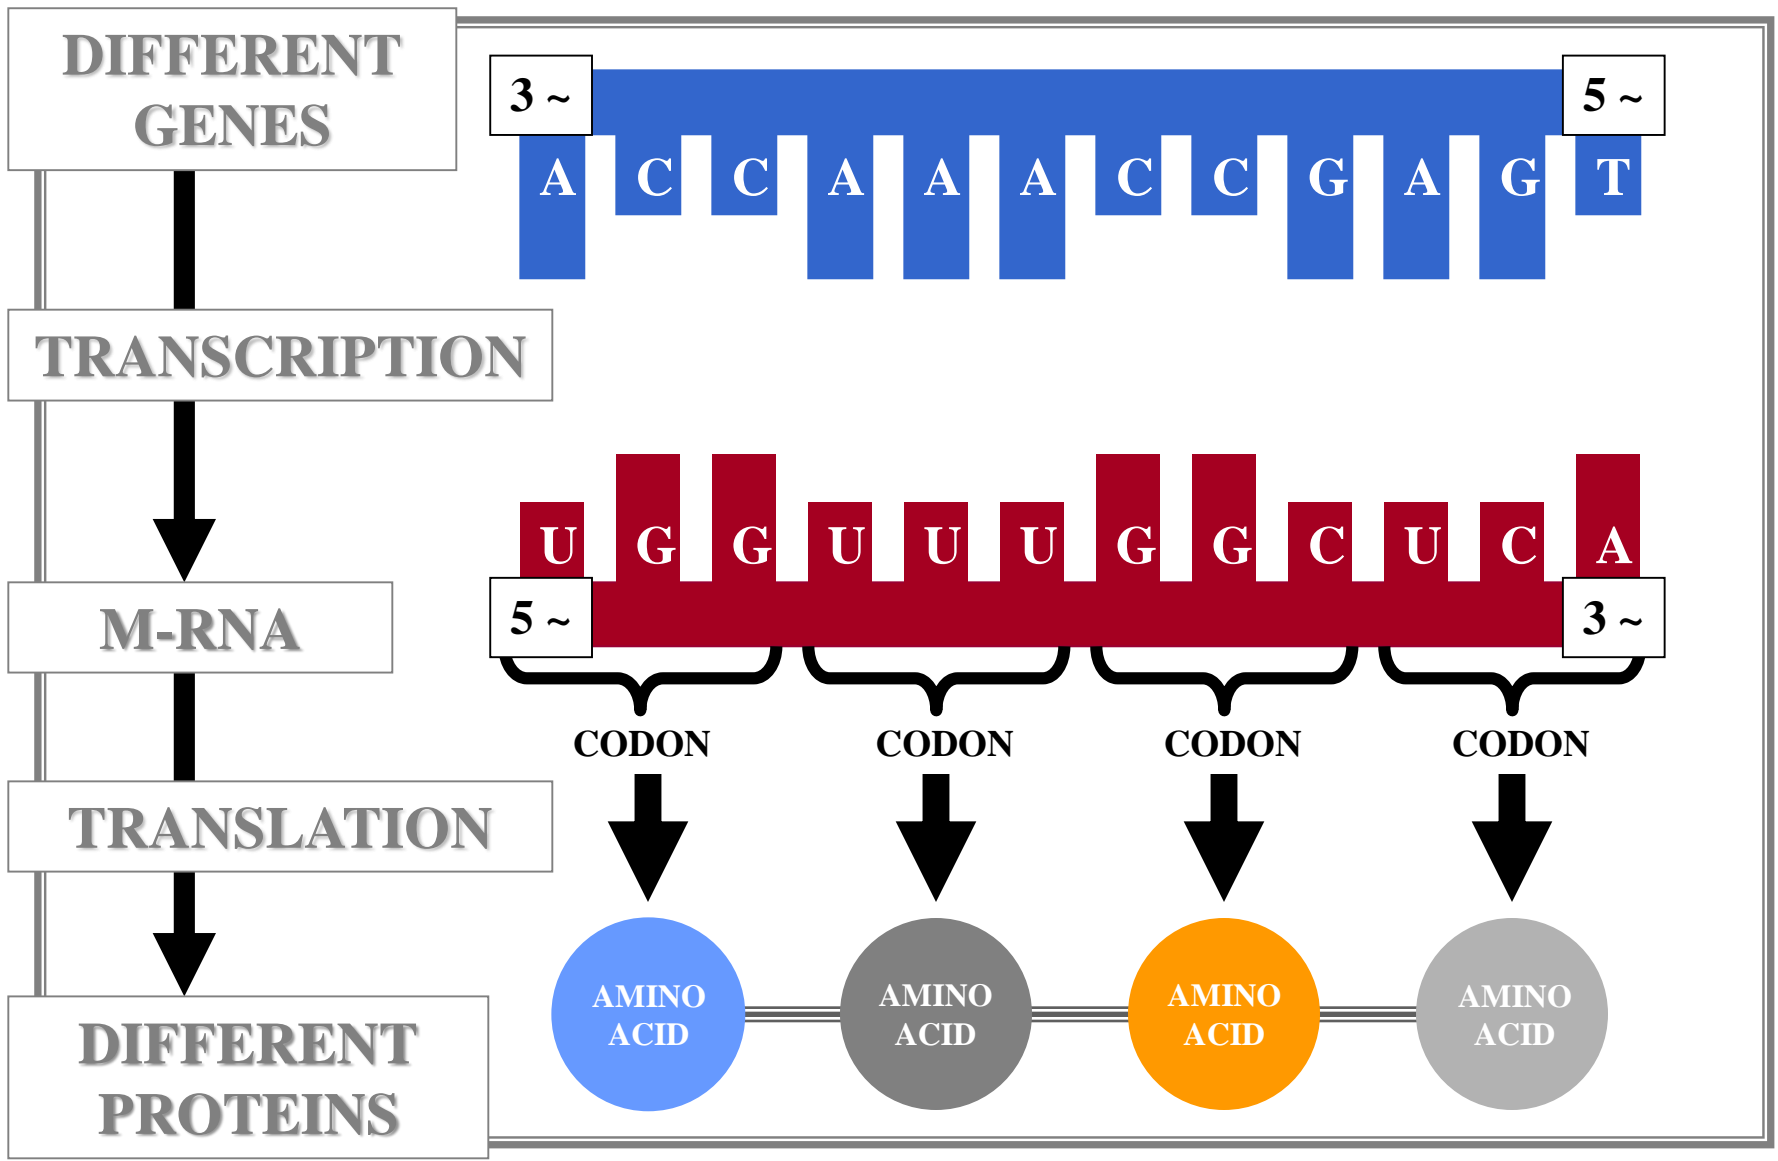 DIFFERENT
GENES
3 ~
5 ~
A C C A A A C C G A G T
TRANSCRIPTION
U G G U U U G G C U C A
M-RNA
5 ~
3 ~
CODON CODON CODON CODON
TRANSLATION
AMINO AMINO AMINO AMINO
ACID ACID ACID ACID
DIFFERENT
PROTEINS